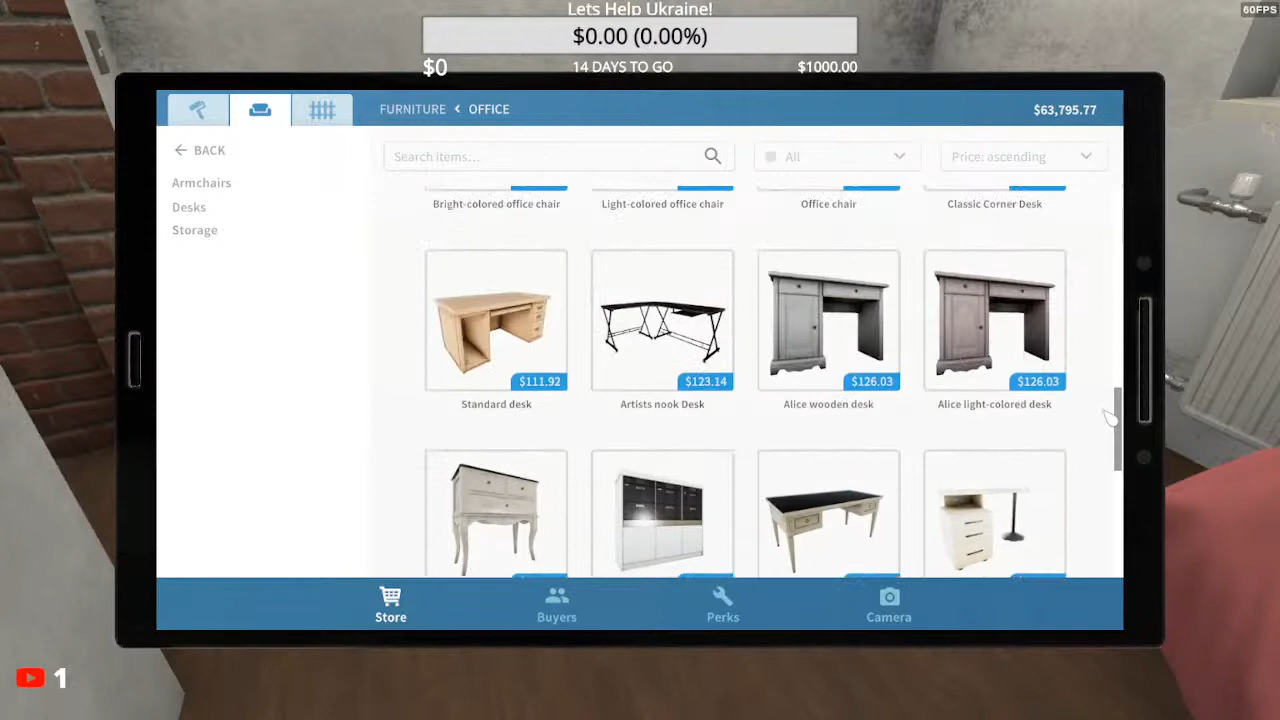 Lets Help Ukraine!
60FPS
$0.00 (0.00%)
$0 14 DAYS TO GO $1000.00
FURNITURE < OFFICE $63,795.77
BACK
Search items...
All
Price: ascending
Armchairs
Desks
Storage
Bright-colored office chair
Light-colored office chair
Office chair
Classic Corner Desk
$111.92
$123.14
$126.03
$126.03
Standard desk
Artists nook Desk
Alice wooden desk
Alice light-colored desk
Store
Buyers
Perks
Camera
1